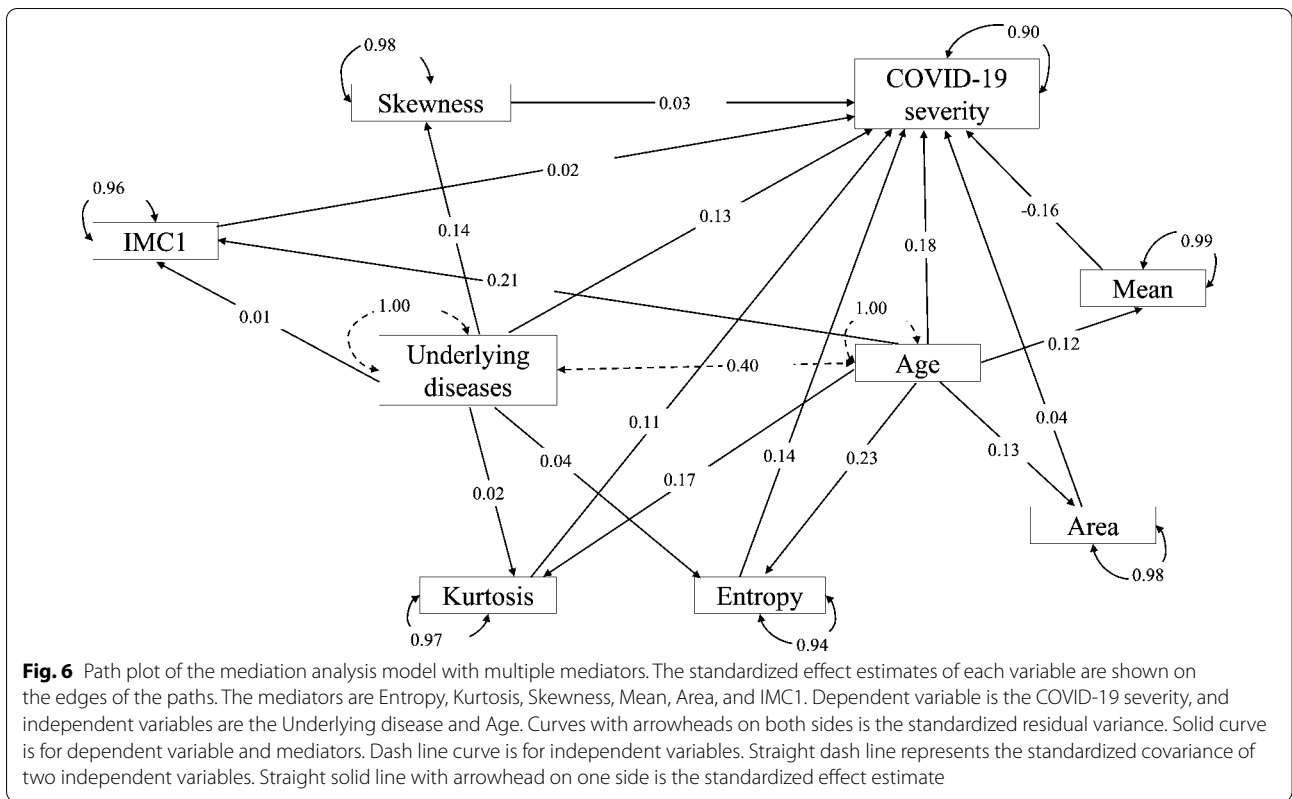 0.98
0.90
Skewness
0.03
COVID-19
severity
0.02
0.96
IMC1
0.14
0.13
0.18
-0.16
0.99
Mean
0.21
0.01
1.00
1.00
0.12
Underlying
diseases
0.40
Age
0.11
0.04
0.04
0.14
0.23
0.13
0.02
0.17
Area
0.98
Kurtosis
Entropy
0.97
0.94
Fig. 6 Path plot of the mediation analysis model with multiple mediators. The standardized effect estimates of each variable are shown on
the edges of the paths. The mediators are Entropy, Kurtosis, Skewness, Mean, Area, and IMC1. Dependent variable is the COVID-19 severity, and
independent variables are the Underlying disease and Age. Curves with arrowheads on both sides is the standardized residual variance. Solid curve
is for dependent variable and mediators. Dash line curve is for independent variables. Straight dash line represents the standardized covariance of
two independent variables. Straight solid line with arrowhead on one side is the standardized effect estimate